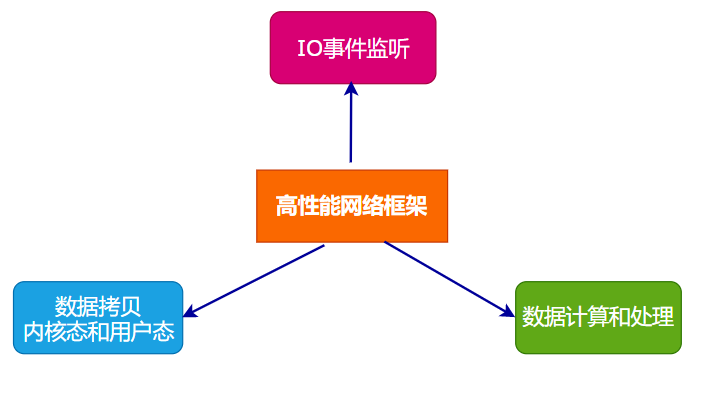 IO事件监听
高性能网络框架
数据拷贝
内核态和用户态
数据计算和处理